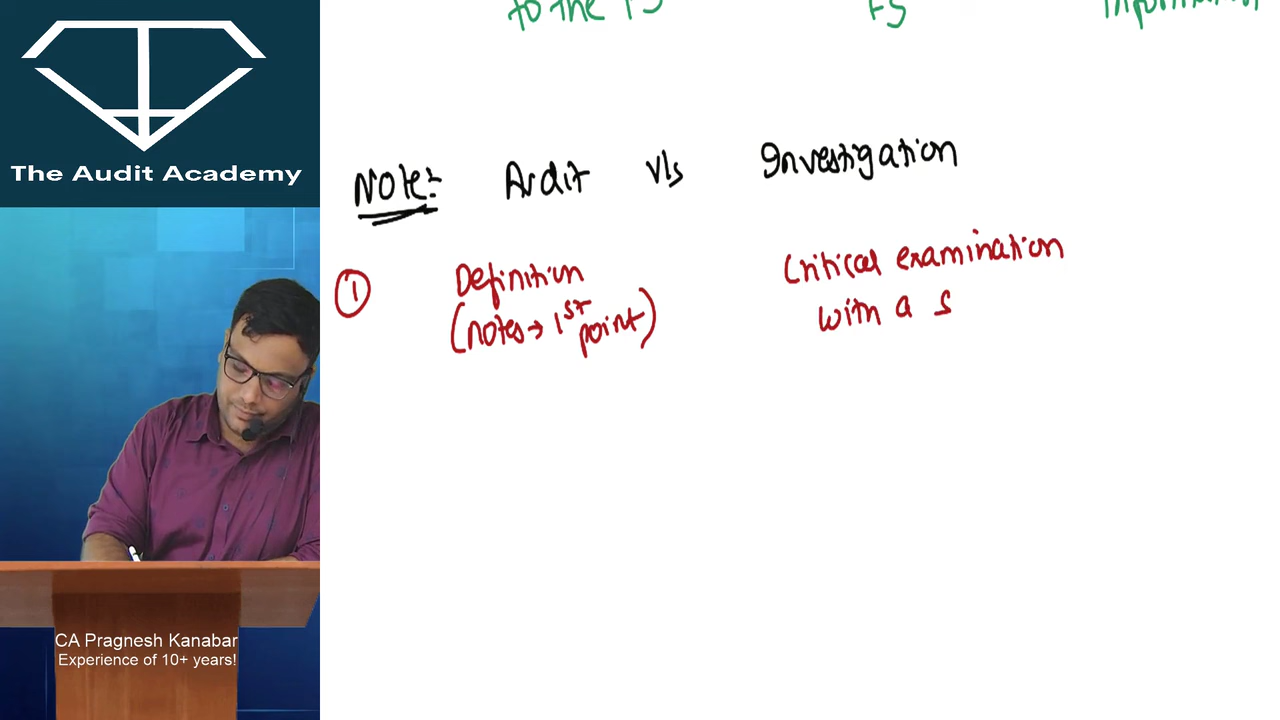 to the FS
FS
The Audit Academy
Note:
Audit v/s Investigation
①
Definition
(notes → 1st point)
Critical examination
with a s
CA Pragnesh Kanabar
Experience of 10+ years!